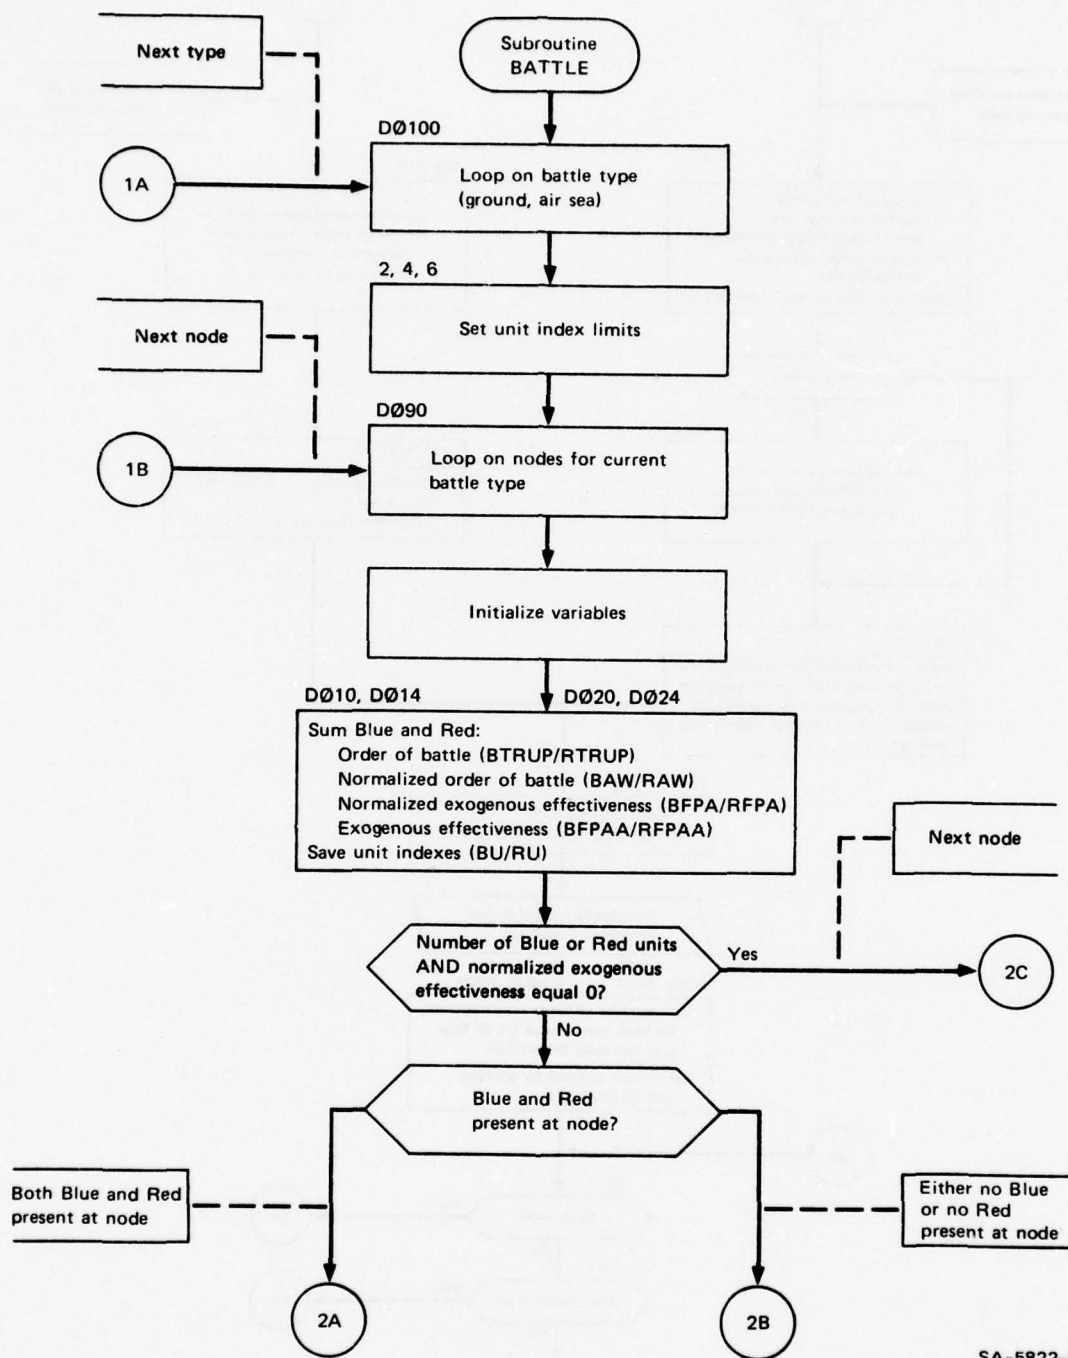 Next type
Subroutine
BATTLE
DØ100
1A
Loop on battle type
(ground, air sea)
2, 4, 6
Next node
Set unit index limits
DØ90
1B
Loop on nodes for current
battle type
Initialize variables
DØ10, DØ14
DØ20, DØ24
Sum Blue and Red:
Order of battle (BTRUP/RTRUP)
Normalized order of battle (BAW/RAW)
Normalized exogenous effectiveness (BFPA/RFPA)
Exogenous effectiveness (BFPAA/RFPAA)
Save unit indexes (BU/RU)
Next node
Number of Blue or Red units
AND normalized exogenous
effectiveness equal 0?
Yes
2C
No
Blue and Red
present at node?
Both Blue and Red
present at node
Either no Blue
or no Red
present at node
2A
2B
SA-5822